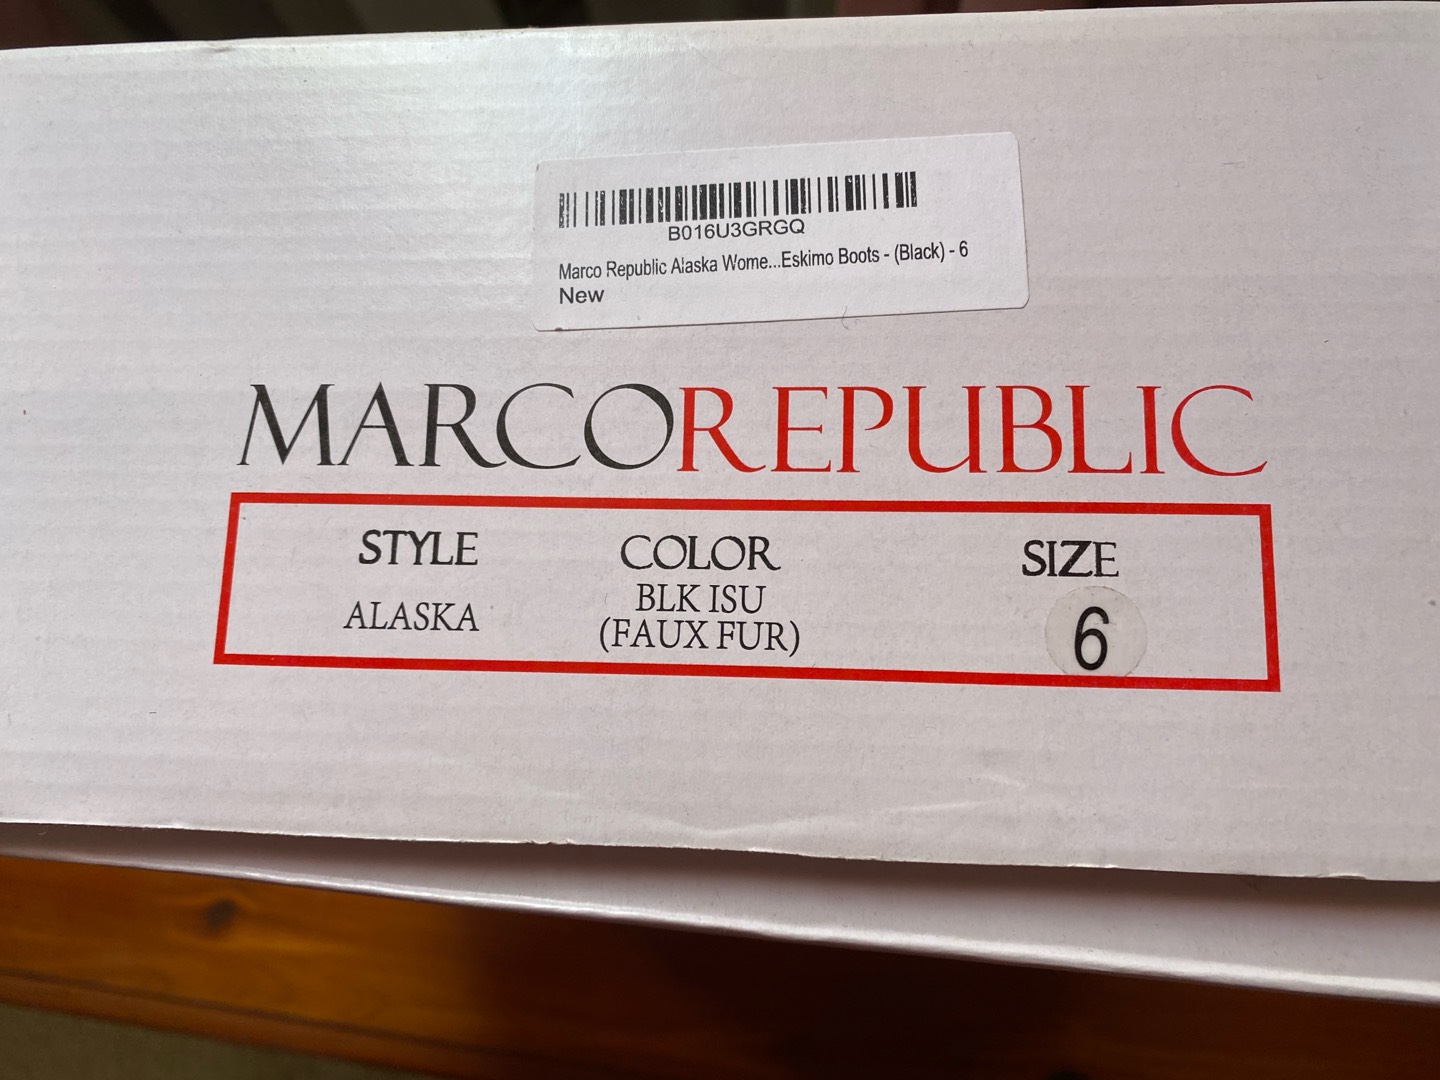 B016U3GRGQ
Marco Republic Alaska Wome...Eskimo Boots - (Black) - 6
New
MARCOREPUBLIC
STYLE COLOR SIZE
ALASKA BLK ISU (FAUX FUR) 6